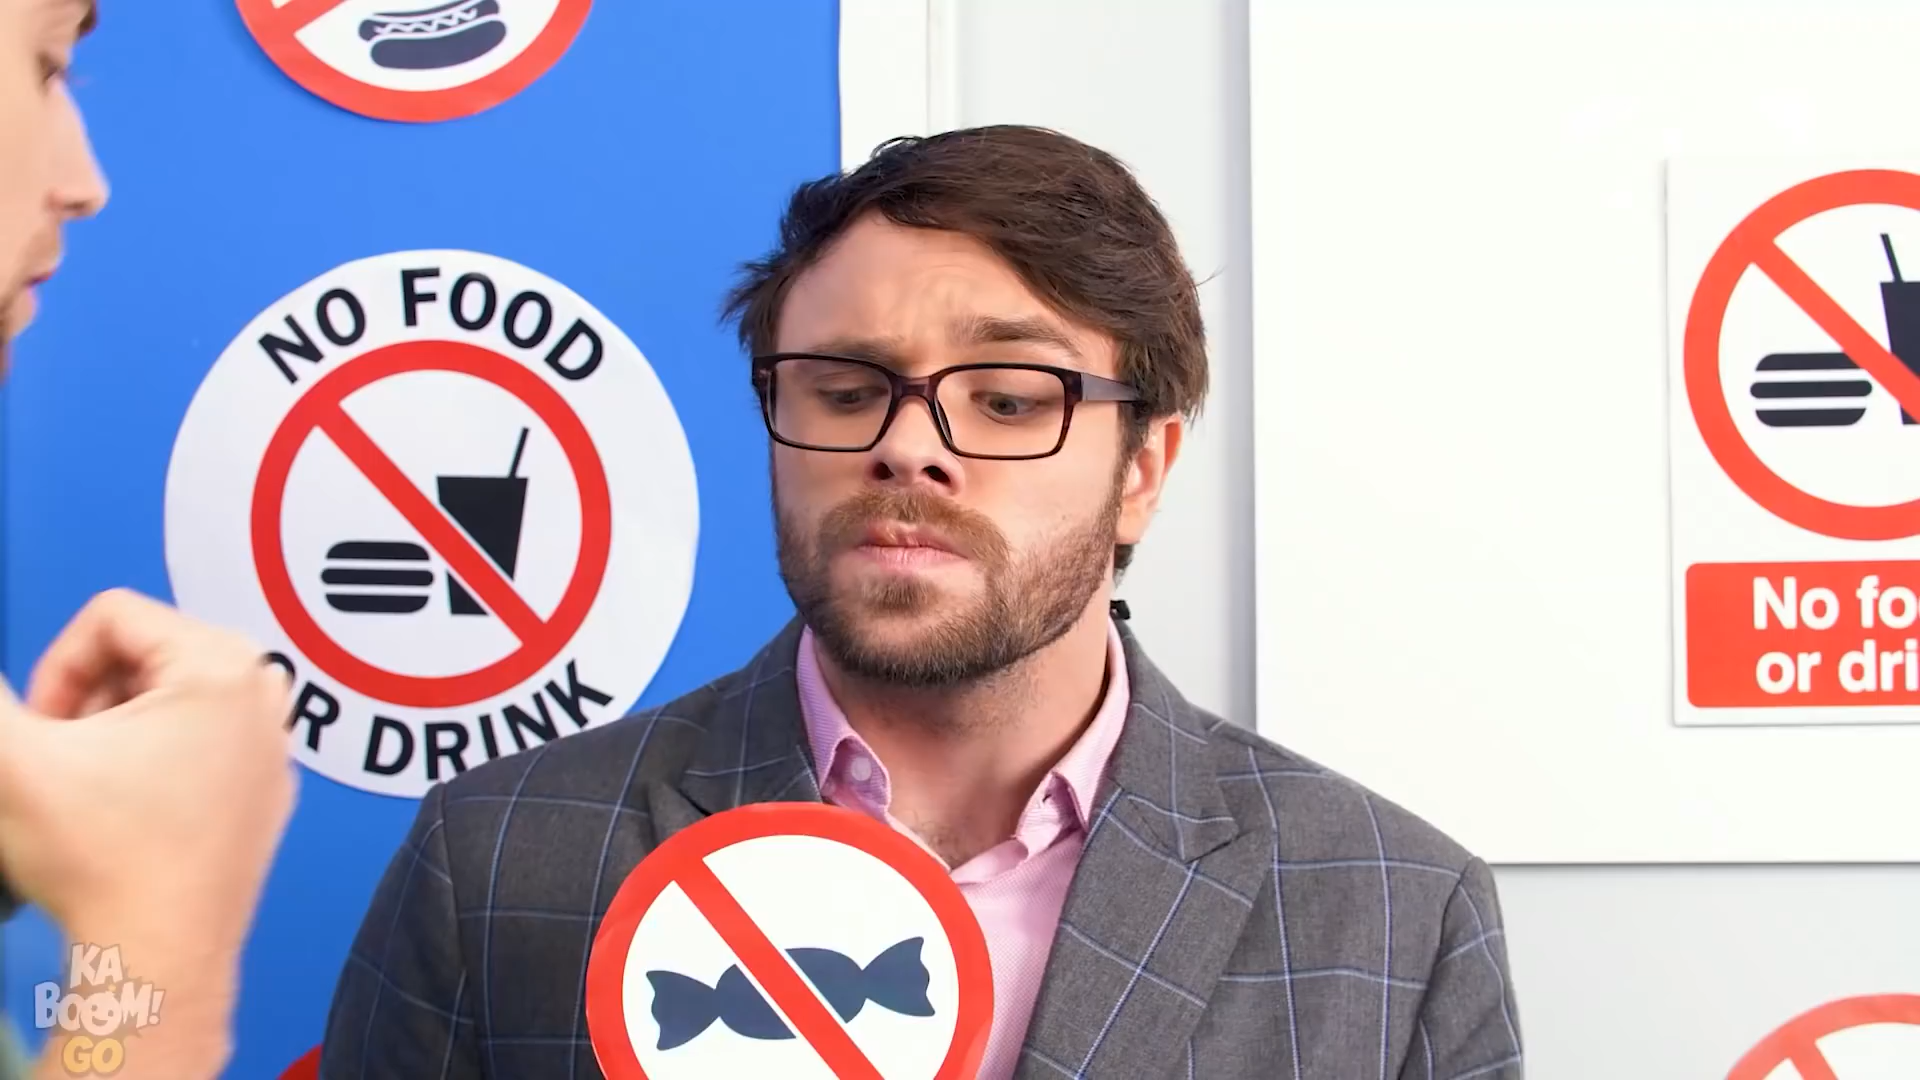 NO FOOD
OR DRINK
No fo
or dri
KA
BOOM!
GO